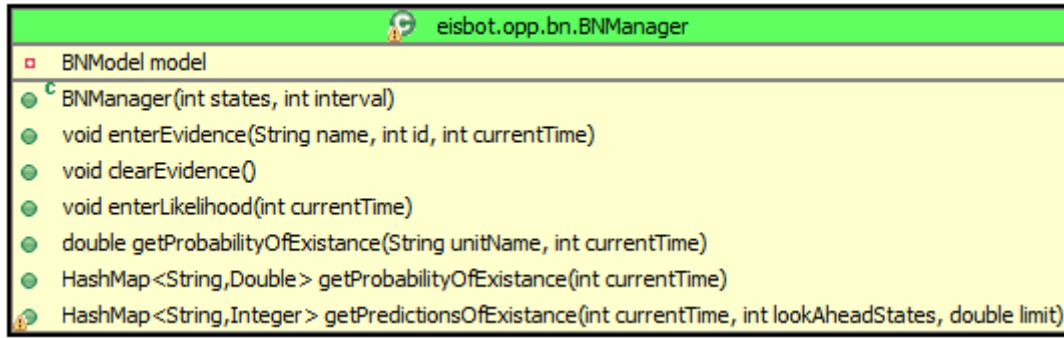 eisbot.opp.bn.BNManager
BNModel model
C BNManager(int states, int interval)
void enterEvidence(String name, int id, int currentTime)
void clearEvidence()
void enterLikelihood(int currentTime)
double getProbabilityOfExistance(String unitName, int currentTime)
HashMap<String,Double> getProbabilityOfExistance(int currentTime)
HashMap<String,Integer> getPredictionsOfExistance(int currentTime, int lookAheadStates, double limit)